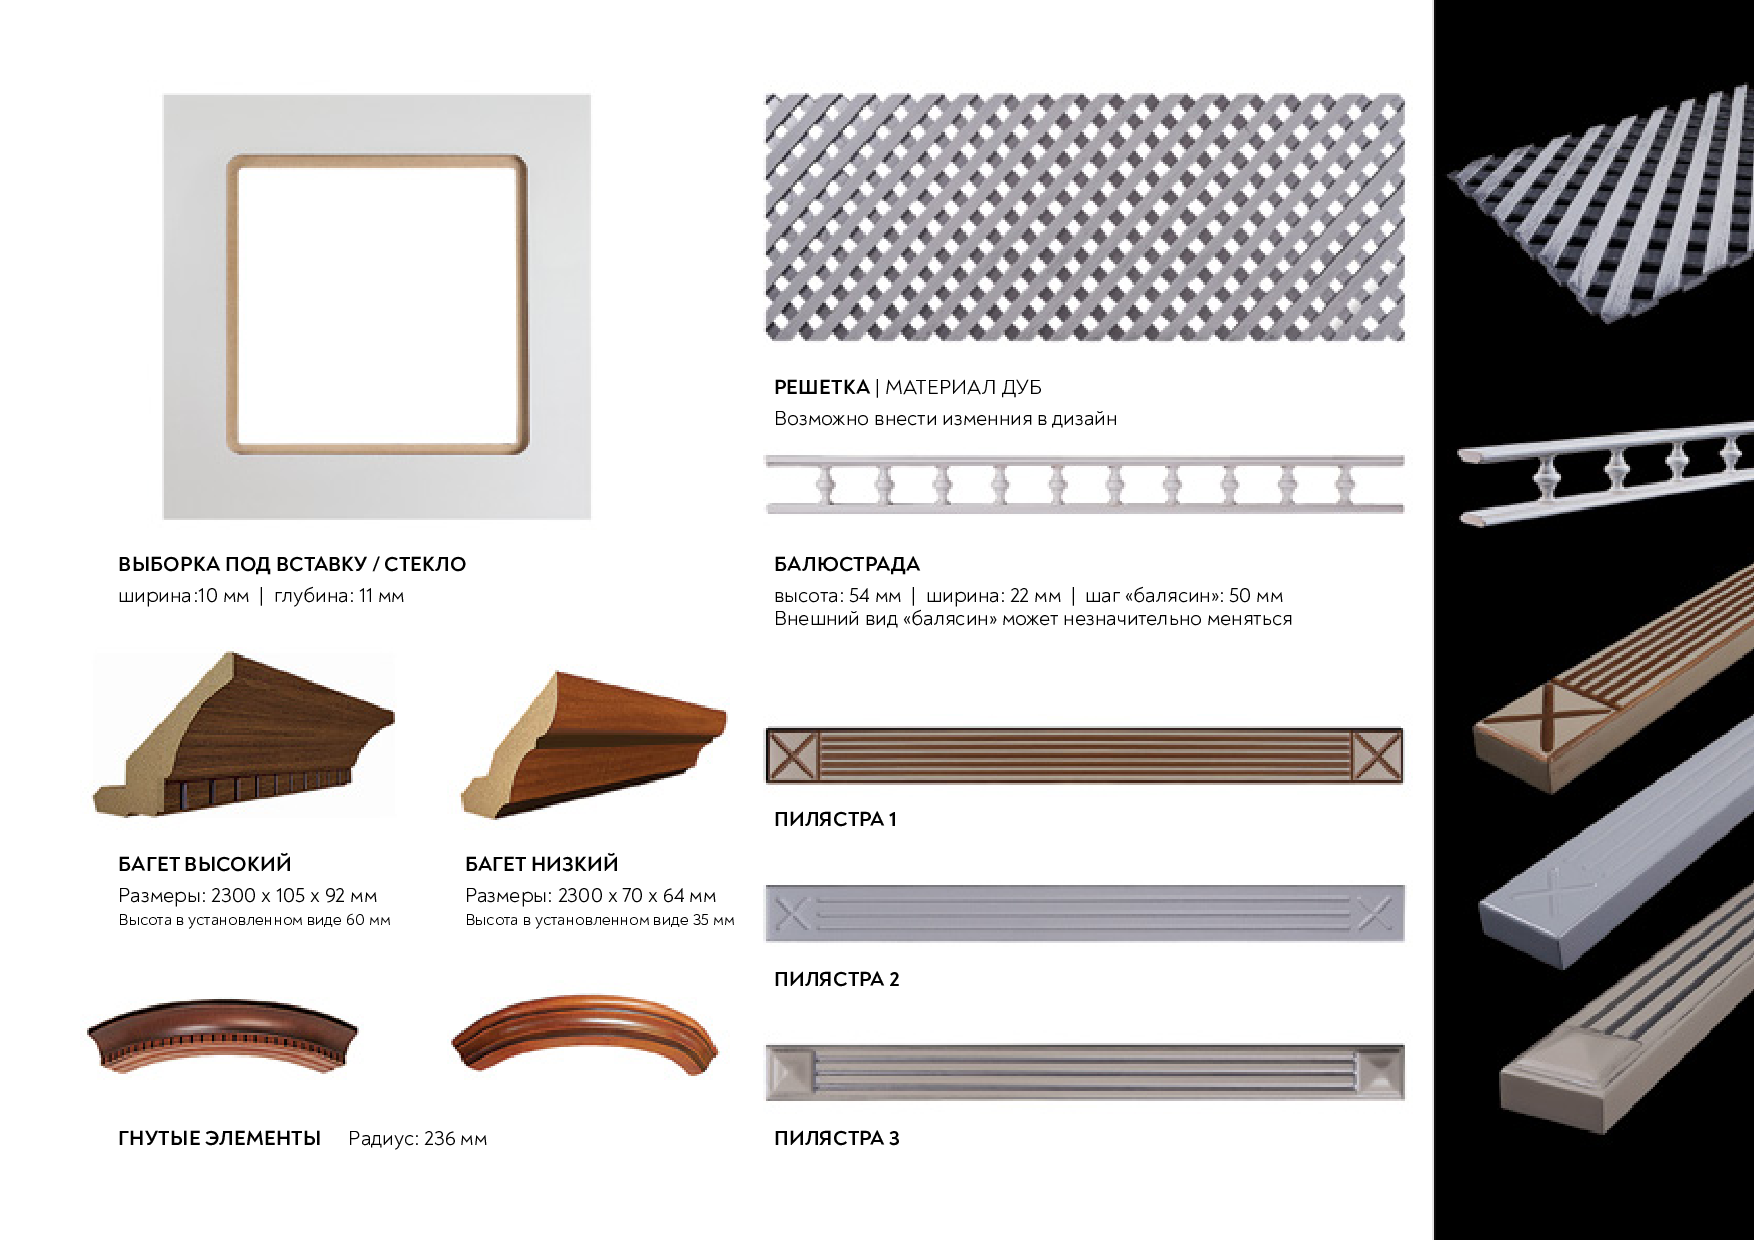 РЕШЕТКА | МАТЕРИАЛ ДУБ
Возможно внести изменния в дизайн
ВЫБОРКА ПОД ВСТАВКУ / СТЕКЛО
ширина:10 мм | глубина: 11 мм
БАЛЮСТРАДА
высота: 54 мм | ширина: 22 мм | шаг «балясин»: 50 мм
Внешний вид «балясин» может незначительно меняться
БАГЕТ ВЫСОКИЙ
Размеры: 2300 х 105 х 92 мм
Высота в установленном виде 60 мм
БАГЕТ НИЗКИЙ
Размеры: 2300 х 70 х 64 мм
Высота в установленном виде 35 мм
ГНУТЫЕ ЭЛЕМЕНТЫ Радиус: 236 мм
ПИЛЯСТРА 1
ПИЛЯСТРА 2
ПИЛЯСТРА 3